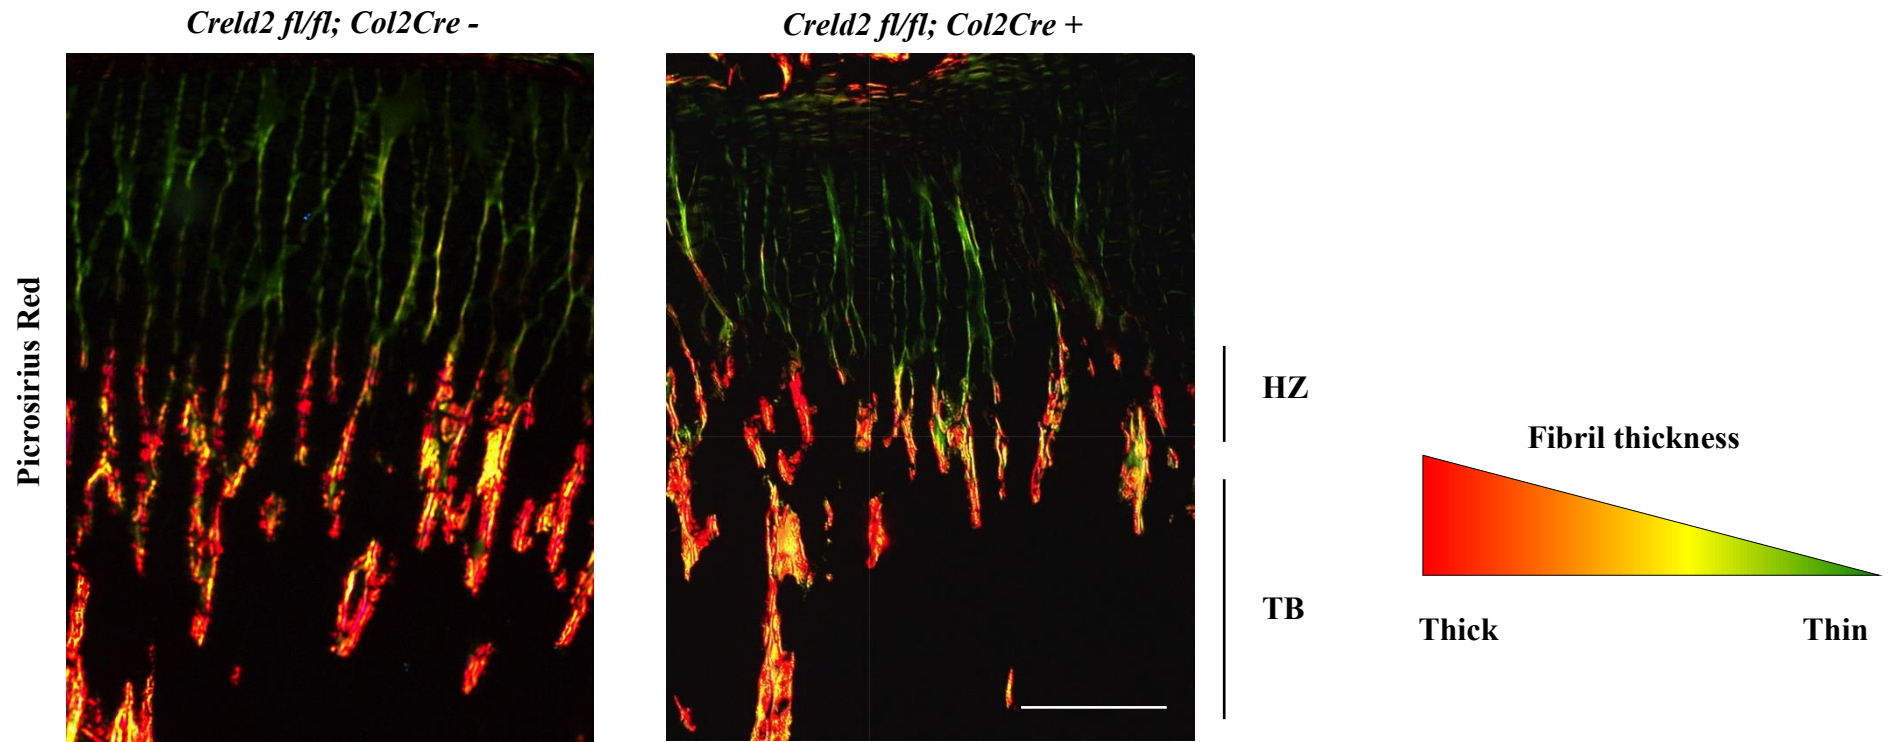 Creld2 fl/fl; Col2Cre -
Creld2 fl/fl; Col2Cre +
Picrosirius Red
HZ
TB
Fibril thickness
Thick
Thin